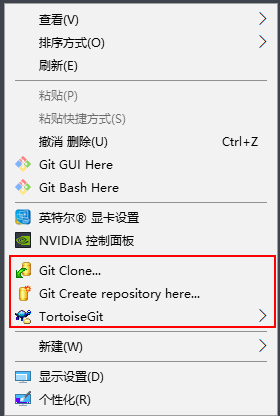 查看(V)
排序方式(O)
刷新(E)
粘贴(P)
粘贴快捷方式(S)
撤消 删除(U) Ctrl+Z
Git GUI Here
Git Bash Here
英特尔® 显卡设置
NVIDIA 控制面板
Git Clone...
Git Create repository here...
TortoiseGit
新建(W)
显示设置(D)
个性化(R)